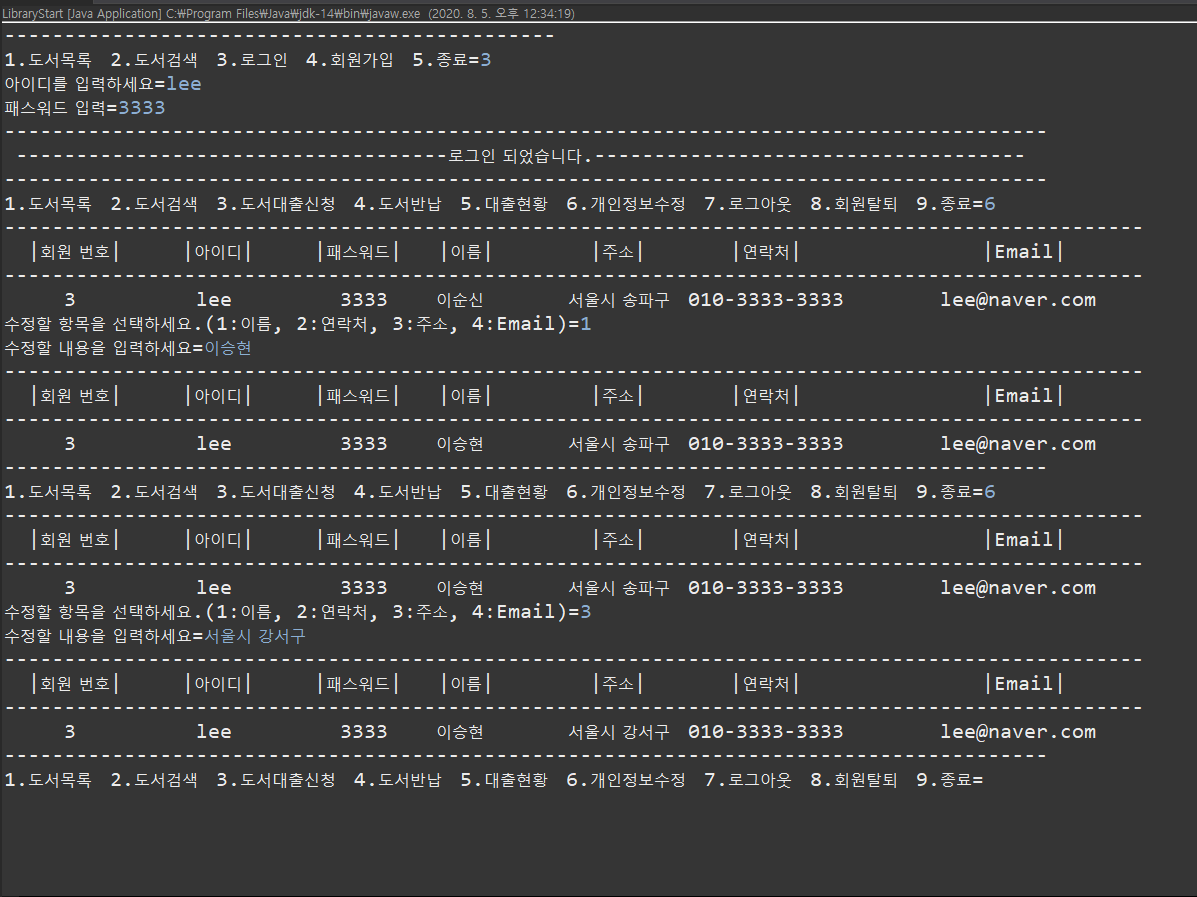 LibraryStart [Java Application] C:₩Program Files₩Java₩jdk-14₩bin₩javaw.exe (2020. 8. 5. 오후 12:34:19)
----------------------------------------------
1.도서목록 2.도서검색 3.로그인 4.회원가입 5.종료=3
아이디를 입력하세요=lee
패스워드 입력=3333
---------------------------------------------------------------------------------------
------------------------------------로그인 되었습니다.------------------------------------
---------------------------------------------------------------------------------------
1.도서목록 2.도서검색 3.도서대출신청 4.도서반납 5.대출현황 6.개인정보수정 7.로그아웃 8.회원탈퇴 9.종료=6
-----------------------------------------------------------------------------------------------
|회원 번호| |아이디| |패스워드| |이름| |주소| |연락처| |Email|
-----------------------------------------------------------------------------------------------
3 lee 3333 이순신 서울시 송파구 010-3333-3333 lee@naver.com
수정할 항목을 선택하세요.(1:이름, 2:연락처, 3:주소, 4:Email)=1
수정할 내용을 입력하세요=이승현
-----------------------------------------------------------------------------------------------
|회원 번호| |아이디| |패스워드| |이름| |주소| |연락처| |Email|
-----------------------------------------------------------------------------------------------
3 lee 3333 이승현 서울시 송파구 010-3333-3333 lee@naver.com
---------------------------------------------------------------------------------------
1.도서목록 2.도서검색 3.도서대출신청 4.도서반납 5.대출현황 6.개인정보수정 7.로그아웃 8.회원탈퇴 9.종료=6
-----------------------------------------------------------------------------------------------
|회원 번호| |아이디| |패스워드| |이름| |주소| |연락처| |Email|
-----------------------------------------------------------------------------------------------
3 lee 3333 이승현 서울시 송파구 010-3333-3333 lee@naver.com
수정할 항목을 선택하세요.(1:이름, 2:연락처, 3:주소, 4:Email)=3
수정할 내용을 입력하세요=서울시 강서구
-----------------------------------------------------------------------------------------------
|회원 번호| |아이디| |패스워드| |이름| |주소| |연락처| |Email|
-----------------------------------------------------------------------------------------------
3 lee 3333 이승현 서울시 강서구 010-3333-3333 lee@naver.com
---------------------------------------------------------------------------------------
1.도서목록 2.도서검색 3.도서대출신청 4.도서반납 5.대출현황 6.개인정보수정 7.로그아웃 8.회원탈퇴 9.종료=